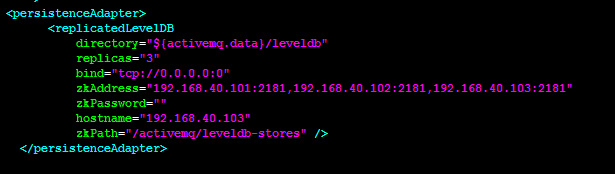 <persistenceAdapter>
<replicatedLevelDB
directory="${activemq.data}/leveldb"
replicas="3"
bind="tcp://0.0.0.0:0"
zkAddress="192.168.40.101:2181,192.168.40.102:2181,192.168.40.103:2181"
zkPassword=""
hostname="192.168.40.103"
zkPath="/activemq/leveldb-stores" />
</persistenceAdapter>